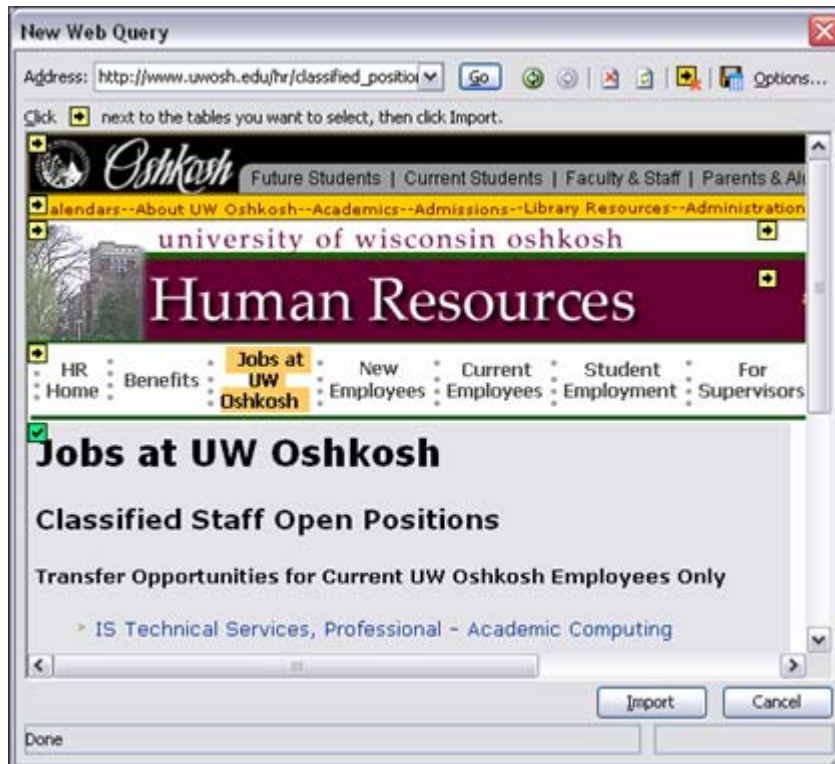 New Web Query
Address: http://www.uwosh.edu/hr/classified_position Go Options...
Click next to the tables you want to select, then click Import.
Oshkosh Future Students | Current Students | Faculty & Staff | Parents & Al
alendars--About UW Oshkosh--Academics--Admissions--Library Resources--Administration
university of wisconsin oshkosh
Human Resources
HR Home Benefits Jobs at UW Oshkosh New Employees Current Employees Student Employment For Supervisors
Jobs at UW Oshkosh
Classified Staff Open Positions
Transfer Opportunities for Current UW Oshkosh Employees Only
IS Technical Services, Professional - Academic Computing
Import Cancel
Done